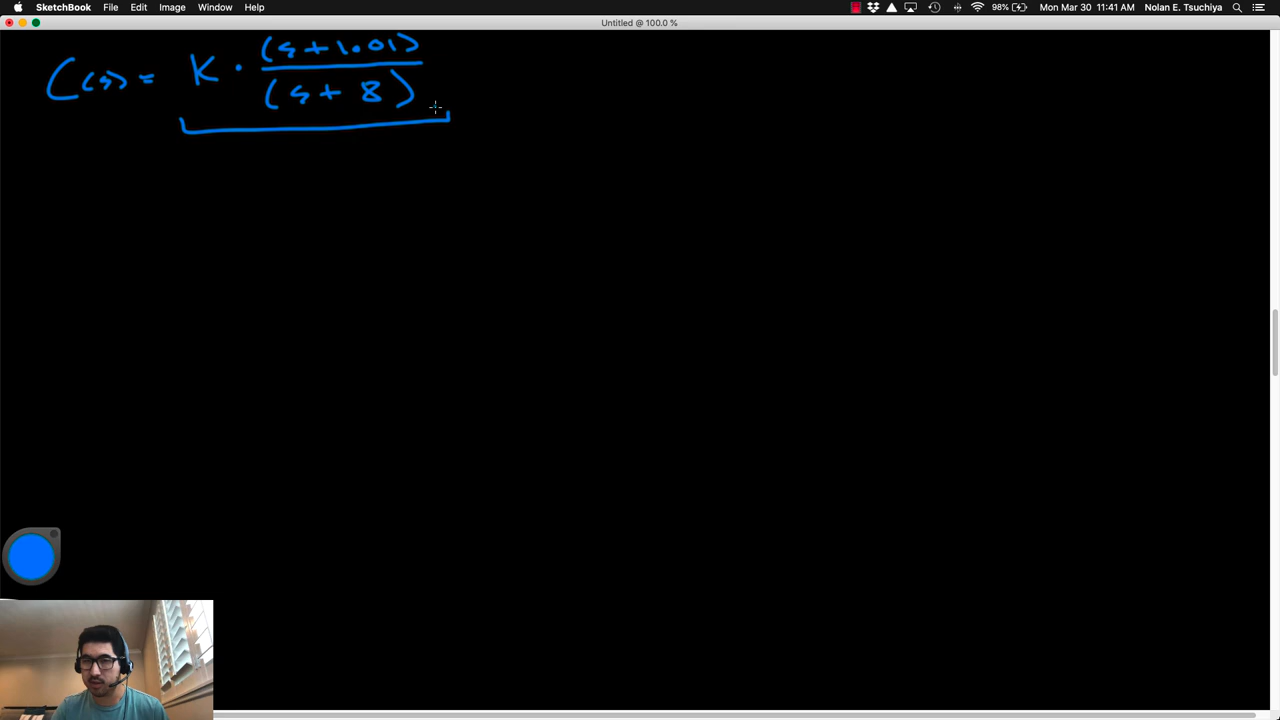 SketchBook File Edit Image Window Help 98% Mon Mar 30 11:41 AM Nolan E. Tsuchiya
Untitled @ 100.0 %
C(s) = K · (s+1.01)
(s+8)